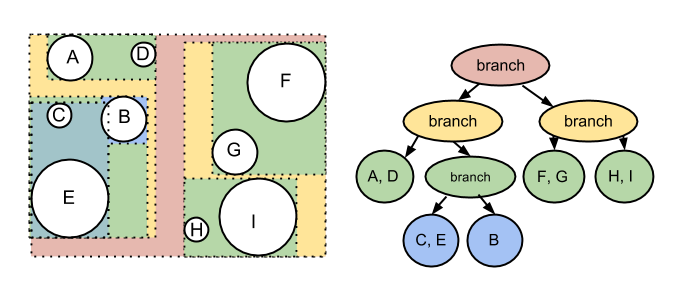 A
D
F
C
B
G
E
H
I
branch
branch
branch
A, D
branch
F, G
H, I
C, E
B